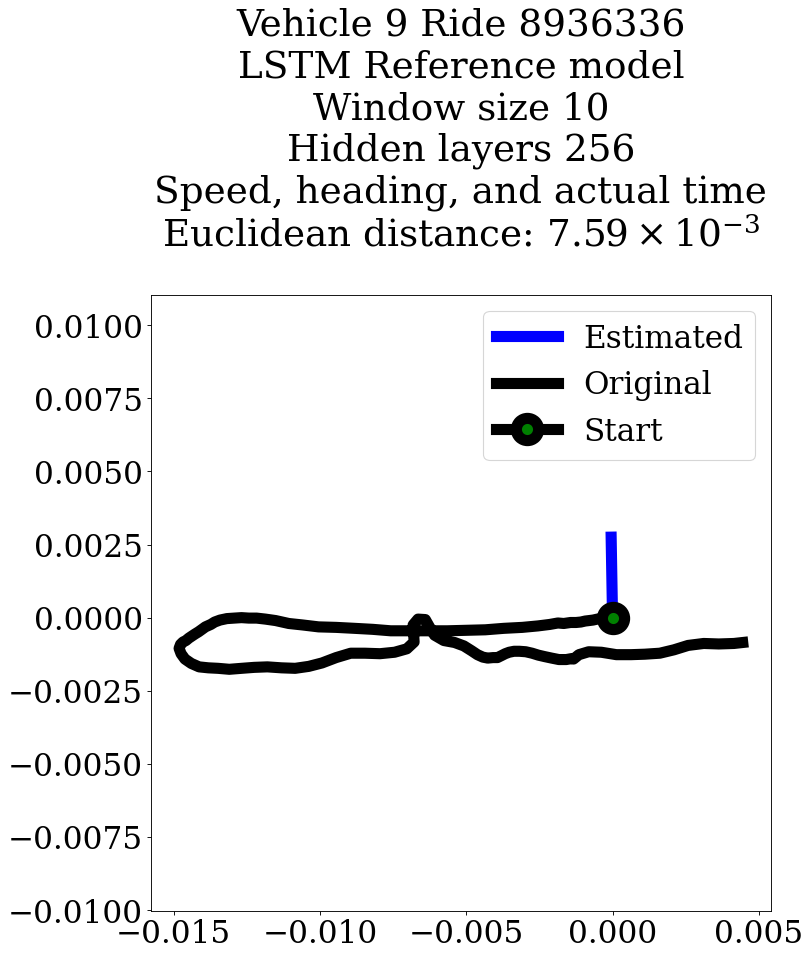 Vehicle 9 Ride 8936336
LSTM Reference model
Window size 10
Hidden layers 256
Speed, heading, and actual time
Euclidean distance: 7.59 × 10⁻³
Estimated
Original
Start
0.0100
0.0075
0.0050
0.0025
0.0000
−0.0025
−0.0050
−0.0075
−0.0100
−0.015 −0.010 −0.005 0.000 0.005